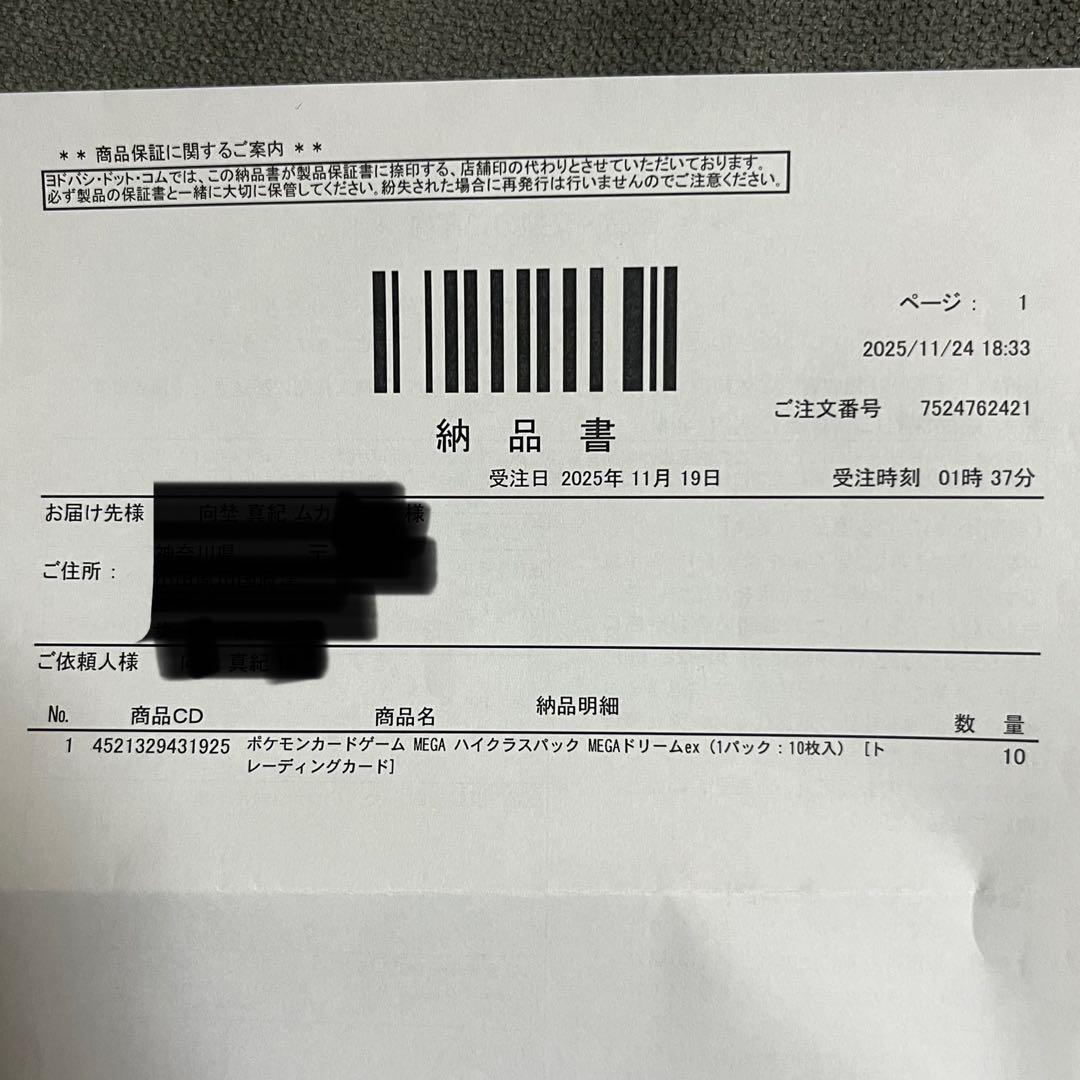 ** 商品保証に関するご案内 **
ヨドバシ・ドット・コムでは、この納品書が製品保証書に捺印する、店舗印の代わりとさせていただいております。
必ず製品の保証書と一緒に大切に保管してください。紛失された場合に再発行は行いませんのでご注意ください。
ページ： 1
2025/11/24 18:33
ご注文番号 7524762421
納品書
受注日 2025年 11月 19日 受注時刻 01時 37分
お届け先様 様
ご住所：
ご依頼人様
納品明細
No. 商品CD 商品名 数量
1 4521329431925 ポケモンカードゲーム MEGA ハイクラスパック MEGAドリームex（1パック：10枚入） [ト 10
レーディングカード]